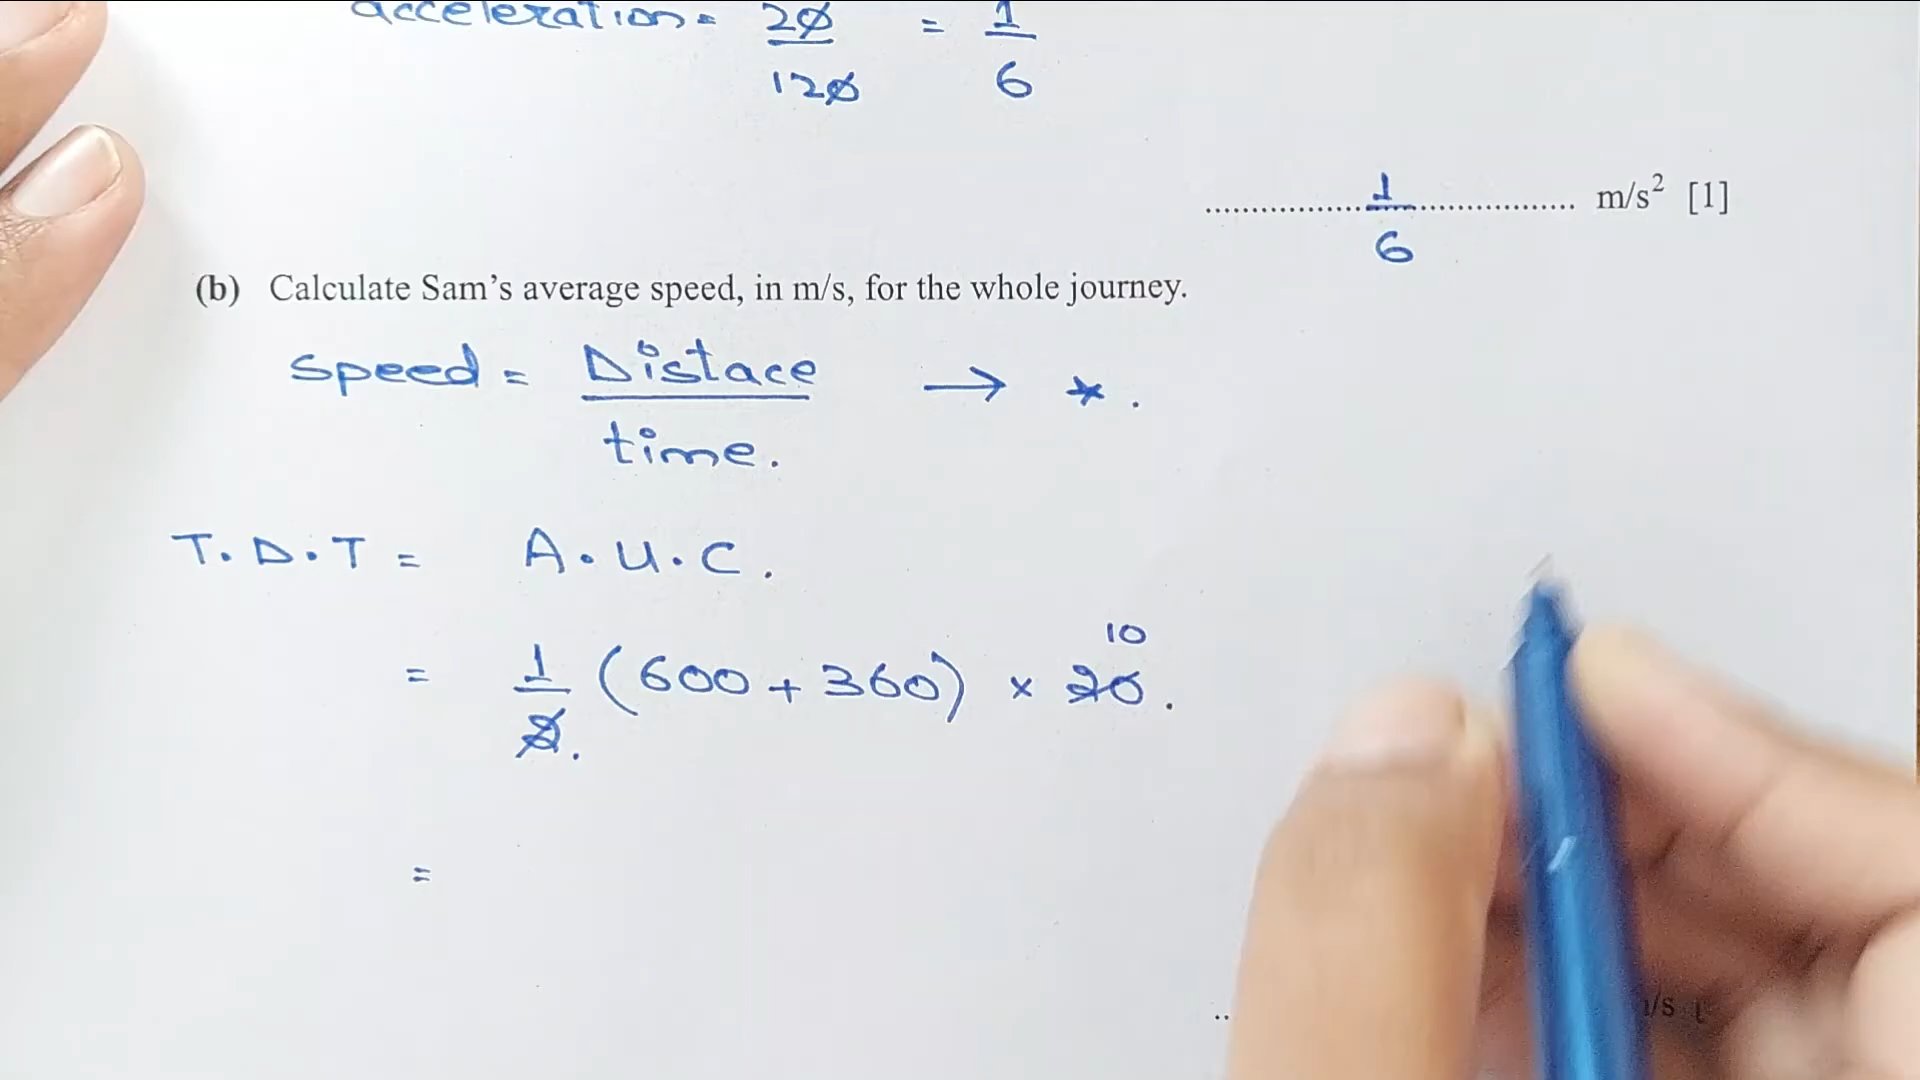 acceleration = 20/120 = 1/6
1/6 m/s² [1]
(b) Calculate Sam's average speed, in m/s, for the whole journey.
Speed = Distace/time. → *.
T.D.T = A.U.C.
= 1/2. (600 + 360) × 20. 10
=